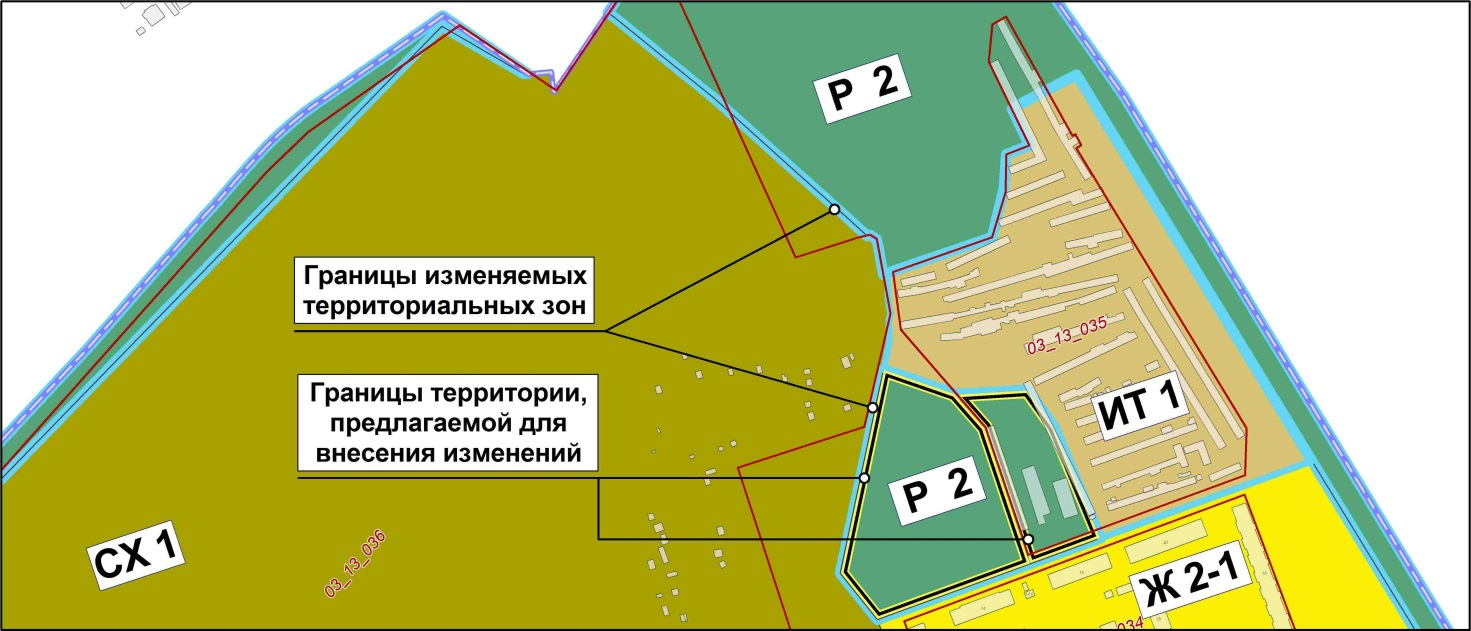 Р 2
Границы изменяемых
территориальных зон
03_13_035
Границы территории,
предлагаемой для
внесения изменений
ИТ 1
Р 2
СХ 1
03_13_036
Ж 2-1
034